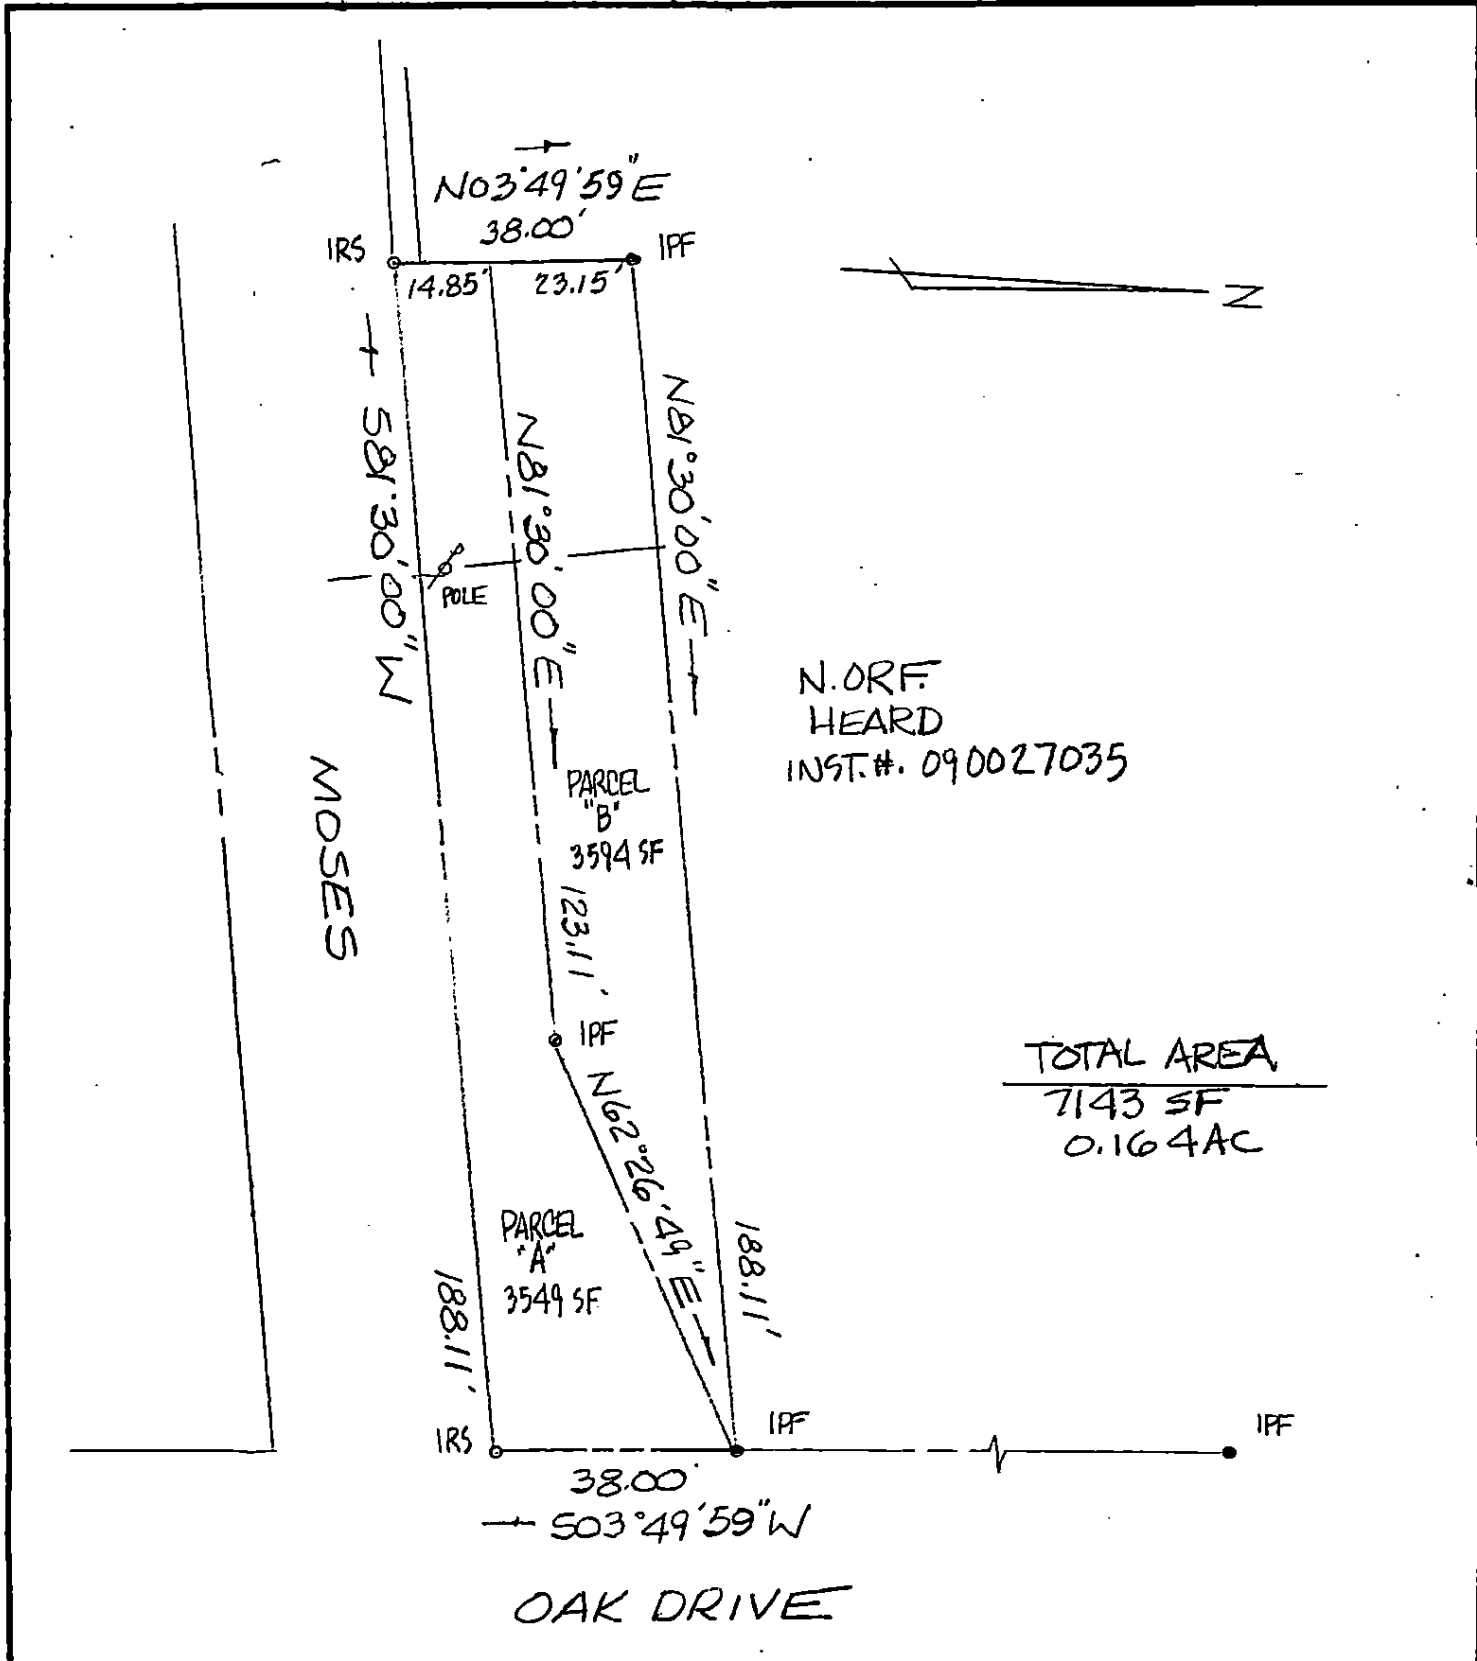 N03°49'59"E
38.00'
IRS
IPF
14.85'
23.15'
N
S81°30'00"W
N81°30'00"E
N81°30'00"E
POLE
N.ORF.
HEARD
INST.#. 090027035
MOSES
PARCEL
"B"
3594 SF
123.11'
IPF
N62°26'49"E
TOTAL AREA
7143 SF
0.164AC
PARCEL
"A"
3549 SF
188.11'
188.11'
IRS
IPF
IPF
38.00'
S03°49'59"W
OAK DRIVE